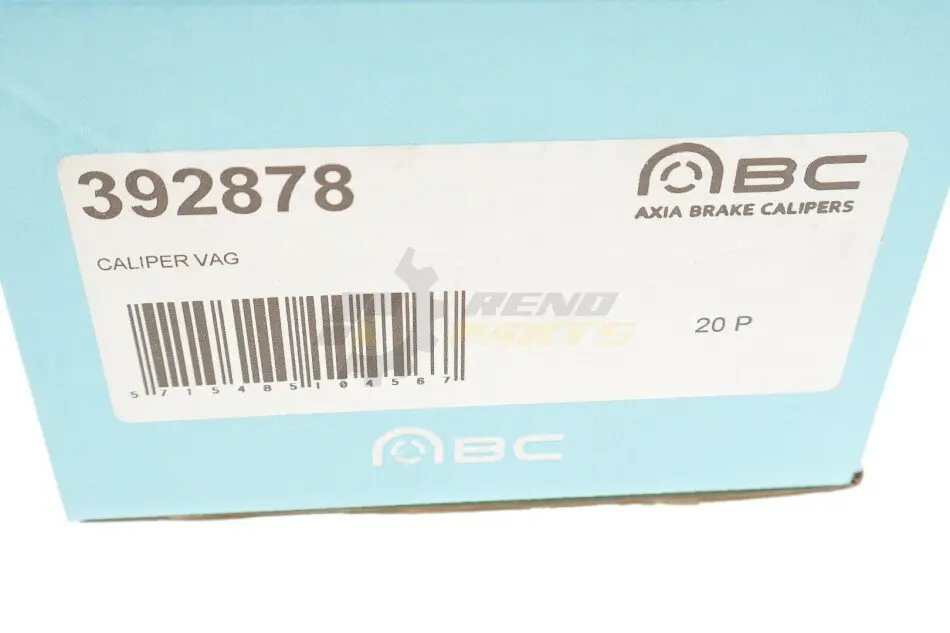 392878
ABC
AXIA BRAKE CALIPERS
CALIPER VAG
RENO
PARTS
20 P
5715485104567
ABC